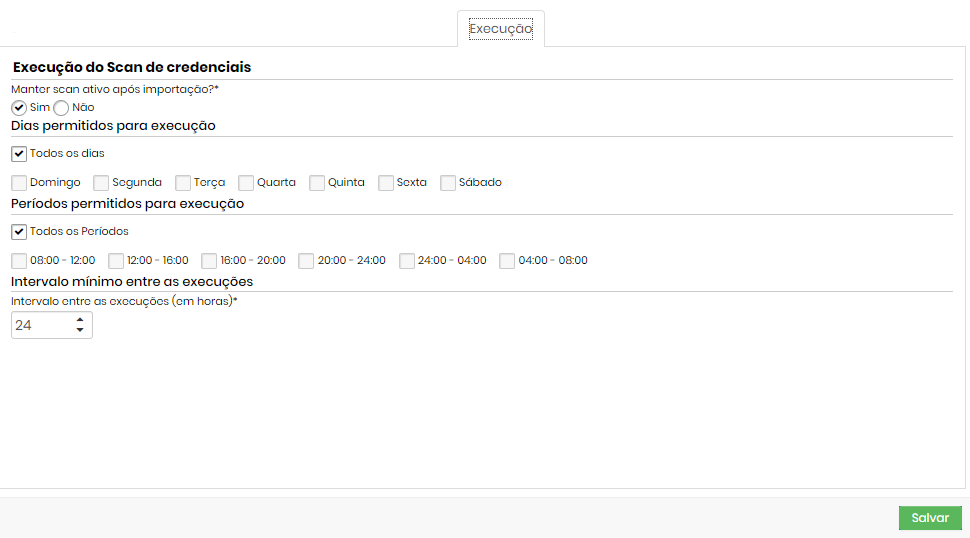 Execução
Execução do Scan de credenciais
Manter scan ativo após importação?*
Sim Não
Dias permitidos para execução
Todos os dias
Domingo Segunda Terça Quarta Quinta Sexta Sábado
Períodos permitidos para execução
Todos os Períodos
08:00 - 12:00 12:00 - 16:00 16:00 - 20:00 20:00 - 24:00 24:00 - 04:00 04:00 - 08:00
Intervalo mínimo entre as execuções
Intervalo entre as execuções (em horas)*
24
Salvar